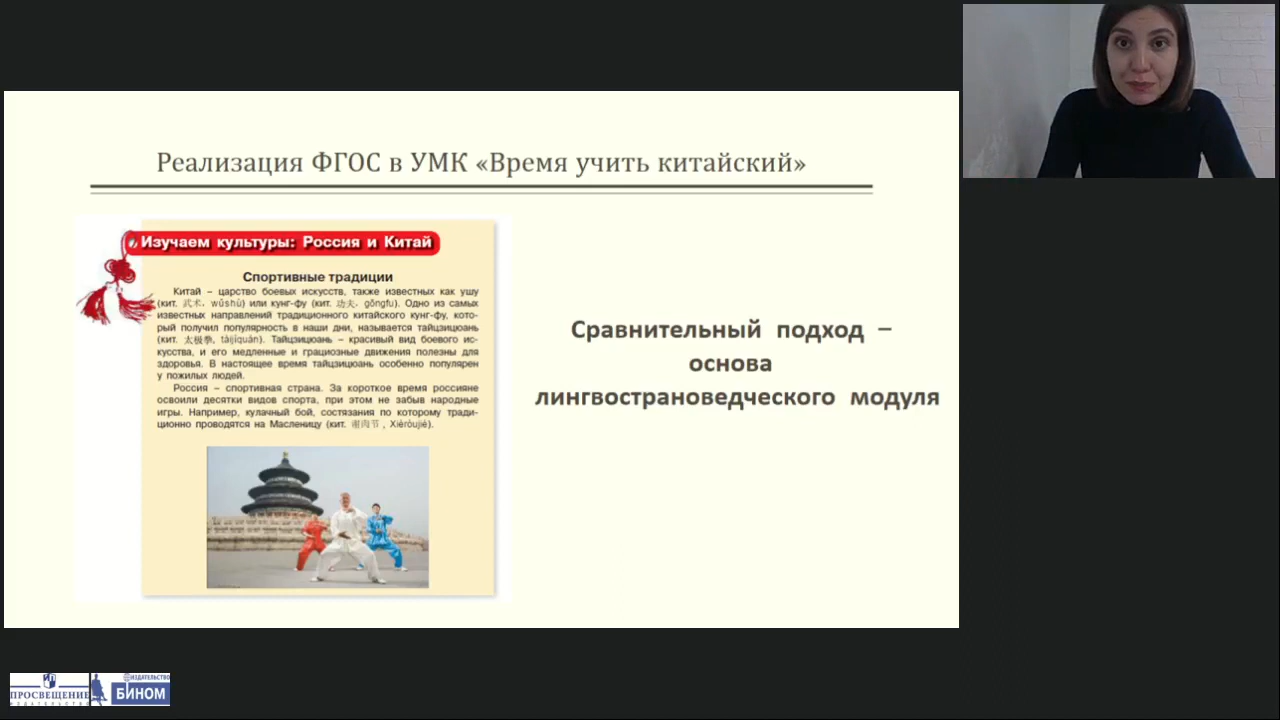 Реализация ФГОС в УМК «Время учить китайский»
Изучаем культуры: Россия и Китай
Спортивные традиции
Китай – царство боевых искусств, также известных как ушу
(кит. 武术, wǔshù) или кунг-фу (кит. 功夫, gōngfu). Одно из самых
известных направлений традиционного китайского кунг-фу, кото-
рый получил популярность в наши дни, называется тайцзицюань
(кит. 太极拳, tàijíquán). Тайцзицюань – красивый вид боевого ис-
кусства, и его медленные и грациозные движения полезны для
здоровья. В настоящее время тайцзицюань особенно популярен
у пожилых людей.
Россия – спортивная страна. За короткое время россияне
освоили десятки видов спорта, при этом не забыв народные
игры. Например, кулачный бой, состязания по которому тради-
ционно проводятся на Масленицу (кит. 谢肉节, Xièròujié).
Сравнительный подход –
основа
лингвострановедческого модуля
ПРОСВЕЩЕНИЕ
ИЗДАТЕЛЬСТВО
ИЗДАТЕЛЬСТВО
БИНОМ